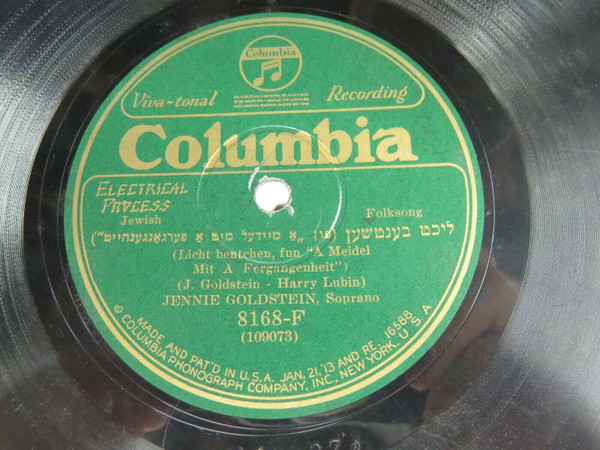 Columbia
Viva-tonal Recording
Columbia
ELECTRICAL
PROCESS
Jewish Folksong
ליכט בענטשען (פון „א מיידעל מיט א פערגאנגענהייט")
(Licht bentchen, fun "A Meidel
Mit A Fergangenheit")
(J. Goldstein - Harry Lubin)
JENNIE GOLDSTEIN, Soprano
8168-F
(109073)
MADE AND PAT'D IN U.S.A. JAN. 21, '13 AND RE. 16588
© COLUMBIA PHONOGRAPH COMPANY, INC., NEW YORK, U.S.A.